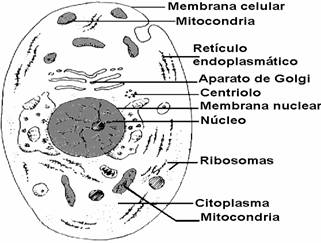 Membrana celular
Mitocondria
Retículo
endoplasmático
Aparato de Golgi
Centriolo
Membrana nuclear
Núcleo
Ribosomas
Citoplasma
Mitocondria